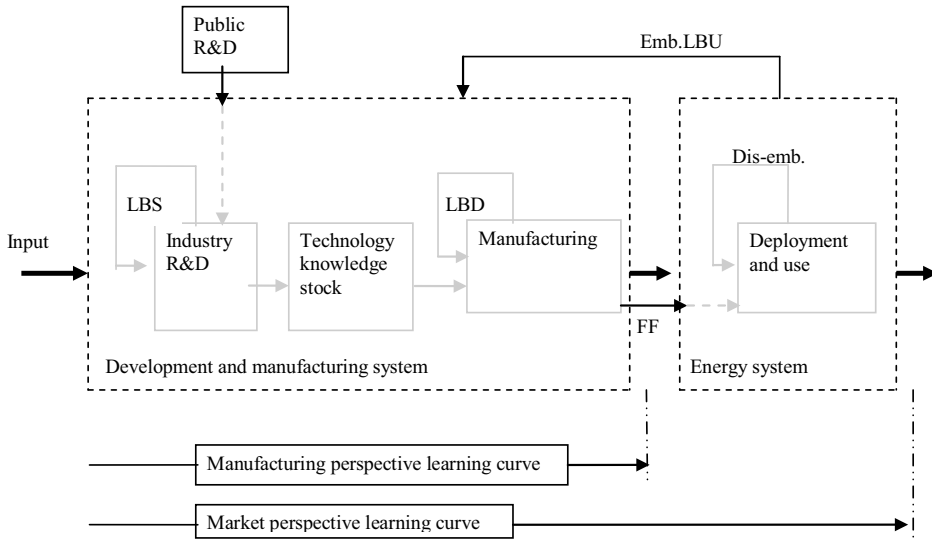 Public
R&D
Emb.LBU
Dis-emb.
LBS
LBD
Input
Industry
R&D
Technology
knowledge
stock
Manufacturing
Deployment
and use
FF
Development and manufacturing system
Energy system
Manufacturing perspective learning curve
Market perspective learning curve